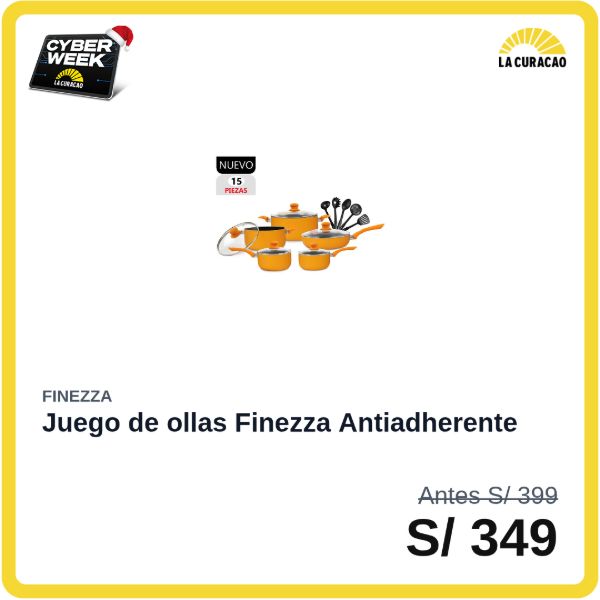 CYBER
WEEK
LA CURACAO
LA CURACAO
NUEVO
15
PIEZAS
FINEZZA
Juego de ollas Finezza Antiadherente
Antes S/ 399
S/ 349